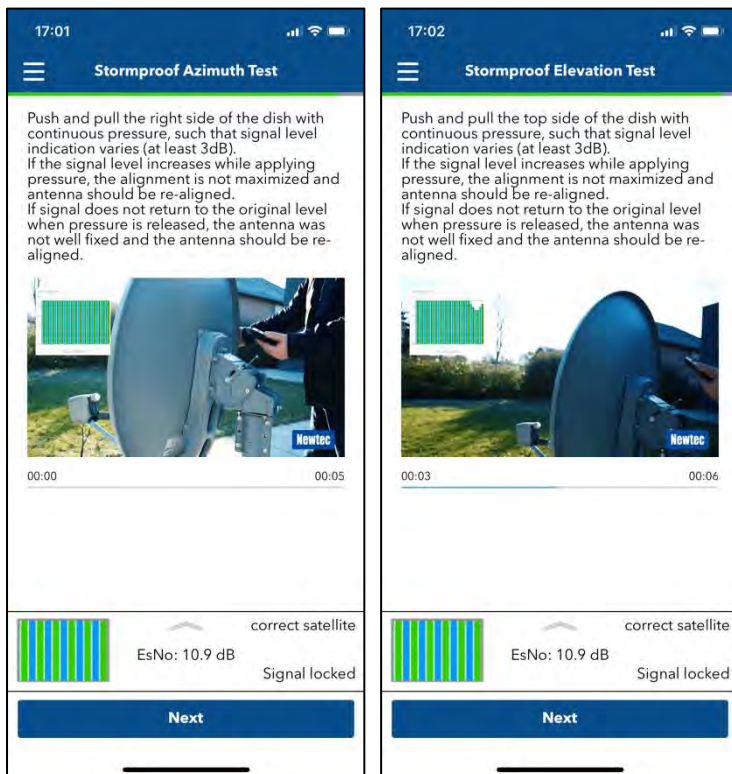 17:01
Stormproof Azimuth Test
Push and pull the right side of the dish with
continuous pressure, such that signal level
indication varies (at least 3dB).
If the signal level increases while applying
pressure, the alignment is not maximized and
antenna should be re-aligned.
If signal does not return to the original level
when pressure is released, the antenna was
not well fixed and the antenna should be re-
aligned.
Newtec
00:00 00:05
correct satellite
EsNo: 10.9 dB
Signal locked
Next
17:02
Stormproof Elevation Test
Push and pull the top side of the dish with
continuous pressure, such that signal level
indication varies (at least 3dB).
If the signal level increases while applying
pressure, the alignment is not maximized and
antenna should be re-aligned.
If signal does not return to the original level
when pressure is released, the antenna was
not well fixed and the antenna should be re-
aligned.
Newtec
00:03 00:06
correct satellite
EsNo: 10.9 dB
Signal locked
Next